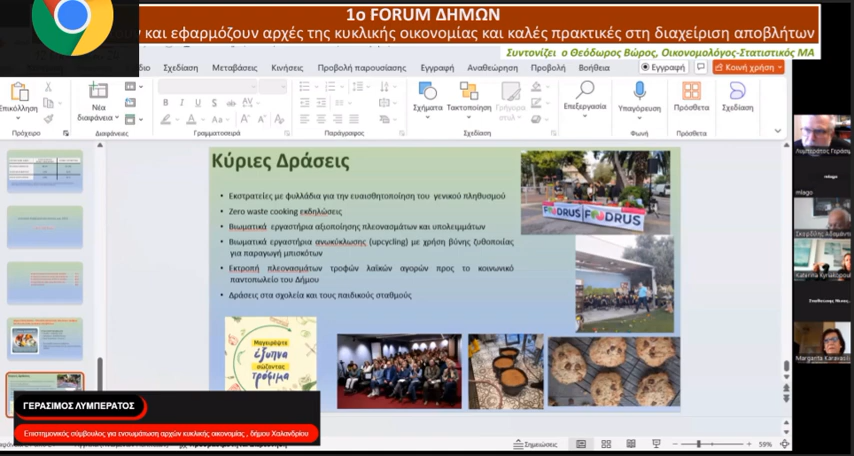 1ο FORUM ΔΗΜΩΝ
και εφαρμόζουν αρχές της κυκλικής οικονομίας και καλές πρακτικές στη διαχείριση αποβλήτων
Συντονίζει ο Θεόδωρος Βώρος, Οικονομολόγος-Στατιστικός ΜΑ
Σχεδίαση Μεταβάσεις Κινήσεις Προβολή παρουσίασης Εγγραφή Αναθεώρηση Προβολή Βοήθεια Εγγραφή Κοινή χρήση
Επικόλληση
Νέα
διαφάνεια
Σχήματα Τακτοποίηση Γρήγορα
στυλ
Επεξεργασία Υπαγόρευση Πρόσθετα Σχεδίαση
Πρόχειρο Διαφάνειες Γραμματοσειρά Παράγραφος Σχεδίαση Φωνή Πρόσθετα
Κύριες Δράσεις
• Εκστρατείες με φυλλάδια για την ευαισθητοποίηση του γενικού πληθυσμού
• Zero waste cooking εκδηλώσεις
• Βιωματικά εργαστήρια αξιοποίησης πλεονασμάτων και υπολειμμάτων
• Βιωματικά εργαστήρια ανωκύκλωσης (upcycling) με χρήση βύνης ζυθοποιίας
για παραγωγή μπισκότων
• Εκτροπή πλεονασμάτων τροφών λαϊκών αγορών προς το κοινωνικό
παντοπωλείο του Δήμου
• Δράσεις στα σχολεία και τους παιδικούς σταθμούς
FOODRUS FOODRUS
Μαγειρέψτε
έξυπνα
σώζοντας
τρόφιμα
mlago
mlago
Katerina Kyriakopoulou
Margarita Karavasili
ΓΕΡΑΣΙΜΟΣ ΛΥΜΠΕΡΑΤΟΣ
Επιστημονικός σύμβουλος για ενσωμάτωση αρχών κυκλικής οικονομίας, δήμου Χαλανδρίου
Σημειώσεις
59%